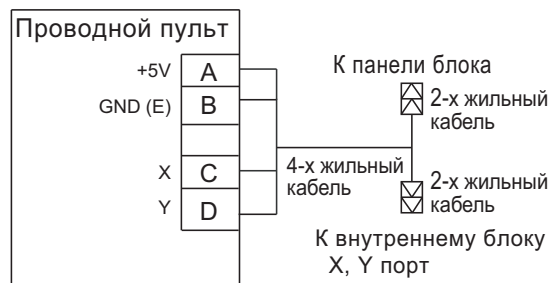 Проводной пульт
+5V A
GND (E) B
X C
Y D
4-х жильный
кабель
К панели блока
2-х жильный
кабель
2-х жильный
кабель
К внутреннему блоку
X, Y порт